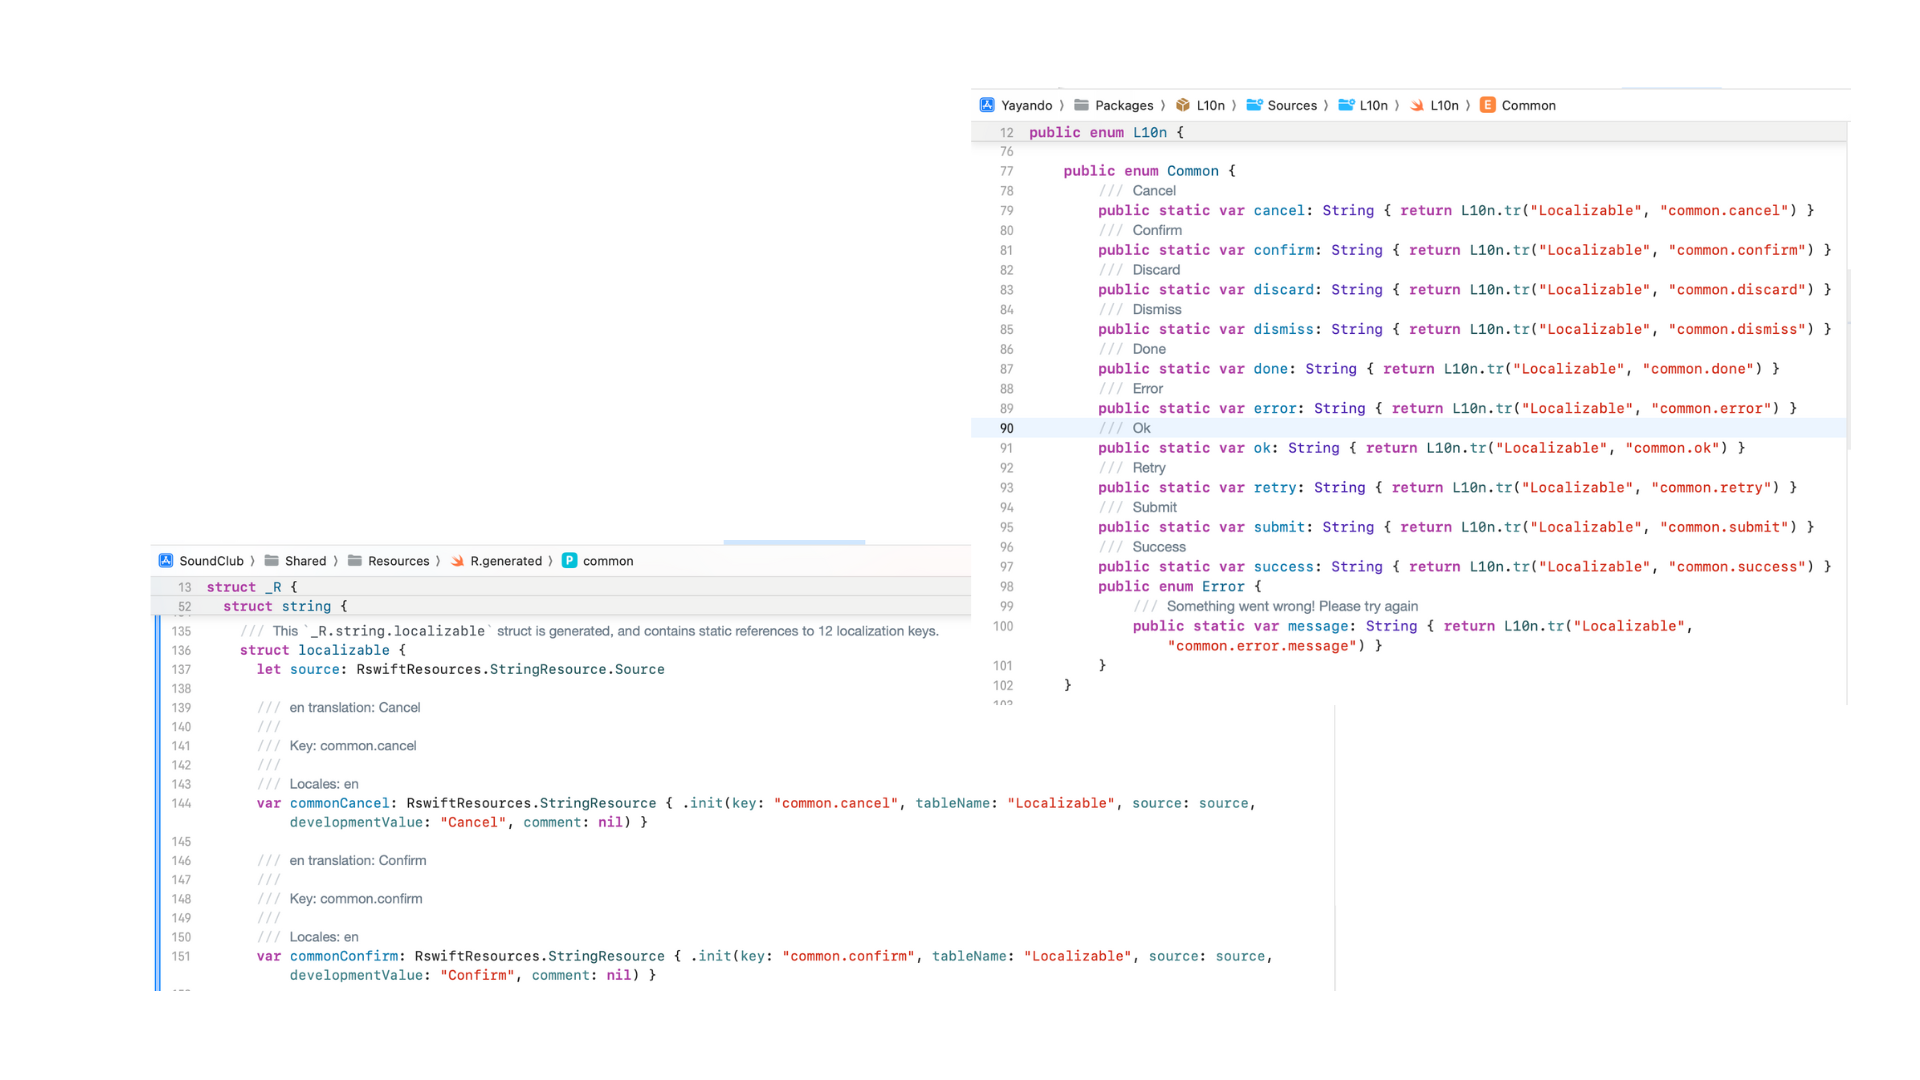 Yayando 〉 Packages 〉 L10n 〉 Sources 〉 L10n 〉 L10n 〉 E Common
12 public enum L10n {
76
77 public enum Common {
78 /// Cancel
79 public static var cancel: String { return L10n.tr("Localizable", "common.cancel") }
80 /// Confirm
81 public static var confirm: String { return L10n.tr("Localizable", "common.confirm") }
82 /// Discard
83 public static var discard: String { return L10n.tr("Localizable", "common.discard") }
84 /// Dismiss
85 public static var dismiss: String { return L10n.tr("Localizable", "common.dismiss") }
86 /// Done
87 public static var done: String { return L10n.tr("Localizable", "common.done") }
88 /// Error
89 public static var error: String { return L10n.tr("Localizable", "common.error") }
90 /// Ok
91 public static var ok: String { return L10n.tr("Localizable", "common.ok") }
92 /// Retry
93 public static var retry: String { return L10n.tr("Localizable", "common.retry") }
94 /// Submit
95 public static var submit: String { return L10n.tr("Localizable", "common.submit") }
96 /// Success
97 public static var success: String { return L10n.tr("Localizable", "common.success") }
98 public enum Error {
99 /// Something went wrong! Please try again
100 public static var message: String { return L10n.tr("Localizable",
"common.error.message") }
101 }
102 }
SoundClub 〉 Shared 〉 Resources 〉 R.generated 〉 P common
13 struct _R {
52 struct string {
135 /// This `_R.string.localizable` struct is generated, and contains static references to 12 localization keys.
136 struct localizable {
137 let source: RswiftResources.StringResource.Source
138
139 /// en translation: Cancel
140 ///
141 /// Key: common.cancel
142 ///
143 /// Locales: en
144 var commonCancel: RswiftResources.StringResource { .init(key: "common.cancel", tableName: "Localizable", source: source,
developmentValue: "Cancel", comment: nil) }
145
146 /// en translation: Confirm
147 ///
148 /// Key: common.confirm
149 ///
150 /// Locales: en
151 var commonConfirm: RswiftResources.StringResource { .init(key: "common.confirm", tableName: "Localizable", source: source,
developmentValue: "Confirm", comment: nil) }